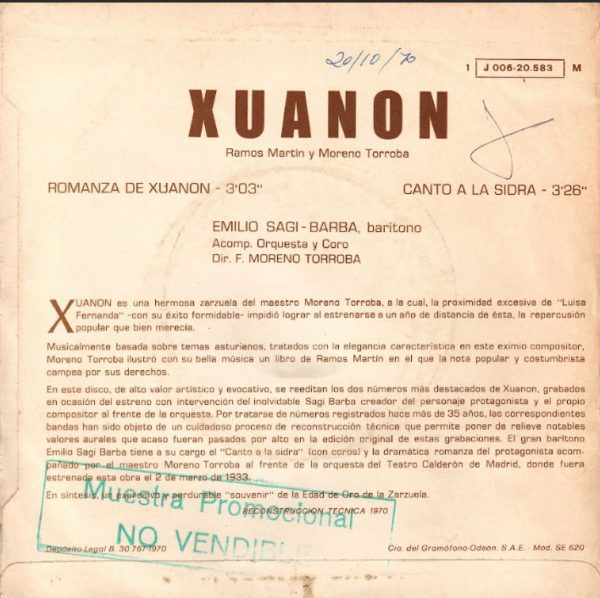 20/10/70
1 J 006-20.583 M
XUANON
Ramos Martin y Moreno Torroba
ROMANZA DE XUANON - 3'03'' CANTO A LA SIDRA - 3'26''
EMILIO SAGI-BARBA, barítono
Acomp. Orquesta y Coro
Dir. F. MORENO TORROBA
XUANON es una hermosa zarzuela del maestro Moreno Torroba, a la cual, la proximidad excesiva de "Luisa
Fernanda" -con su éxito formidable- impidió lograr al estrenarse a un año de distancia de ésta, la repercusión
popular que bien merecía.
Musicalmente basada sobre temas asturianos, tratados con la elegancia característica en este eximio compositor,
Moreno Torroba ilustró con su bella música un libro de Ramos Martín en el que la nota popular y costumbrista
campea por sus derechos.
En este disco, de alto valor artístico y evocativo, se reeditan los dos números más destacados de Xuanon, grabados
en ocasión del estreno con intervención del inolvidable Sagi Barba creador del personaje protagonista y el propio
compositor al frente de la orquesta. Por tratarse de números registrados hace más de 35 años, las correspondientes
bandas han sido objeto de un cuidadoso proceso de reconstrucción técnica que permite poner de relieve notables
valores aurales que acaso fueran pasados por alto en la edición original de estas grabaciones. El gran barítono
Emilio Sagi Barba tiene a su cargo el "Canto a la sidra" (con coros) y la dramática romanza del protagonista acom-
pañado por el maestro Moreno Torroba al frente de la orquesta del Teatro Calderón de Madrid, donde fuera
estrenada esta obra el 2 de marzo de 1933.
En síntesis, un expresivo y perdurable "souvenir" de la Edad de Oro de la Zarzuela.
RECONSTRUCCION TECNICA 1970
Muestra Promocional
NO VENDIBLE
Depósito Legal B. 30.767-1970 Cía. del Gramófono-Odeon. S.A.E. - Mod. SE 620